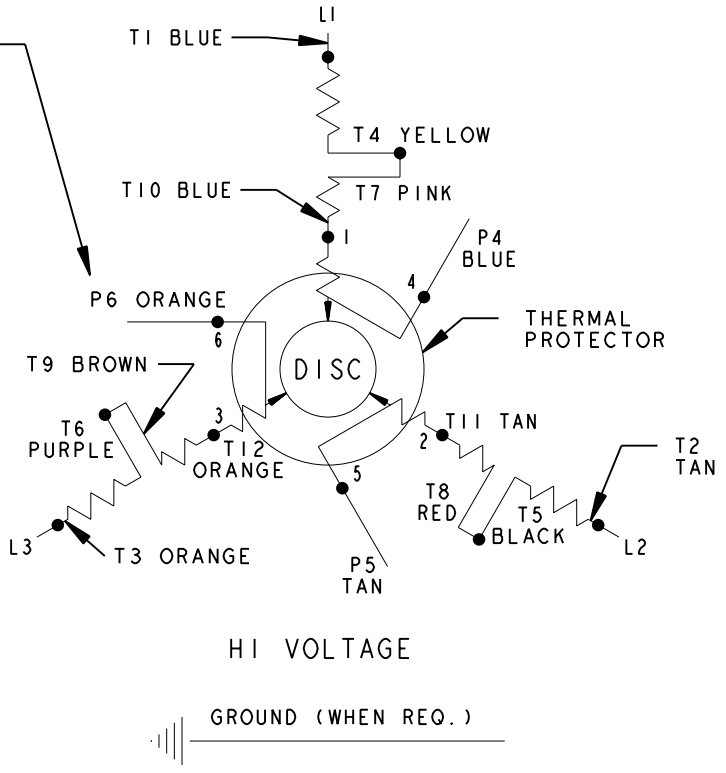 L1
T1 BLUE
T4 YELLOW
T10 BLUE
T7 PINK
1
P4
BLUE
4
P6 ORANGE
6
THERMAL
PROTECTOR
T9 BROWN
DISC
3
T6
PURPLE
T12
ORANGE
2
T11 TAN
5
T8
RED
T5
BLACK
T2
TAN
L3
T3 ORANGE
L2
P5
TAN
HI VOLTAGE
GROUND (WHEN REQ.)